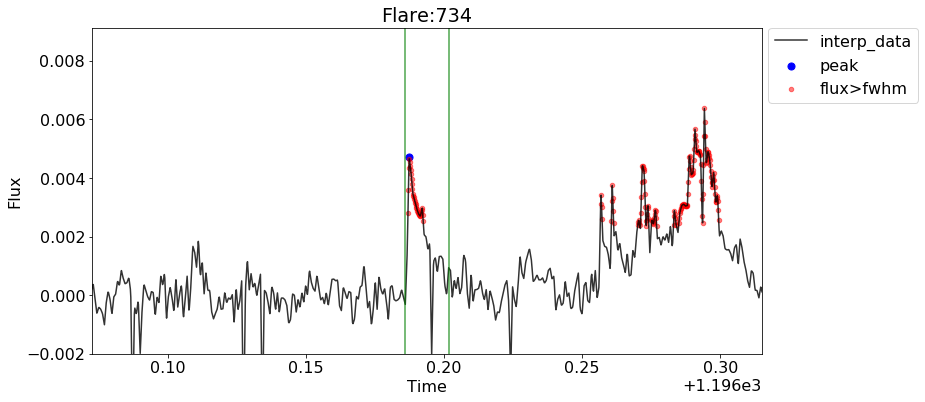 Flare:734
interp_data
peak
flux>fwhm
Flux
0.008
0.006
0.004
0.002
0.000
−0.002
0.10
0.15
0.20
0.25
0.30
Time
+1.196e3